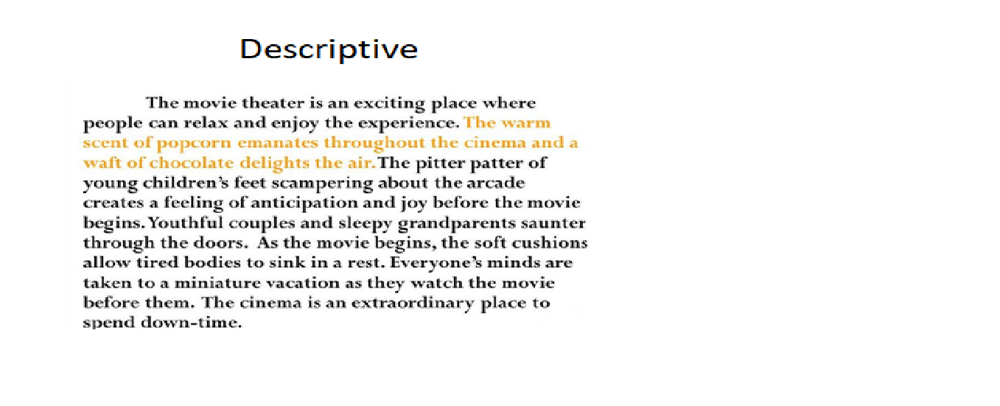 Descriptive
The movie theater is an exciting place where
people can relax and enjoy the experience. The warm
scent of popcorn emanates throughout the cinema and a
waft of chocolate delights the air. The pitter patter of
young children's feet scampering about the arcade
creates a feeling of anticipation and joy before the movie
begins. Youthful couples and sleepy grandparents saunter
through the doors. As the movie begins, the soft cushions
allow tired bodies to sink in a rest. Everyone's minds are
taken to a miniature vacation as they watch the movie
before them. The cinema is an extraordinary place to
spend down-time.